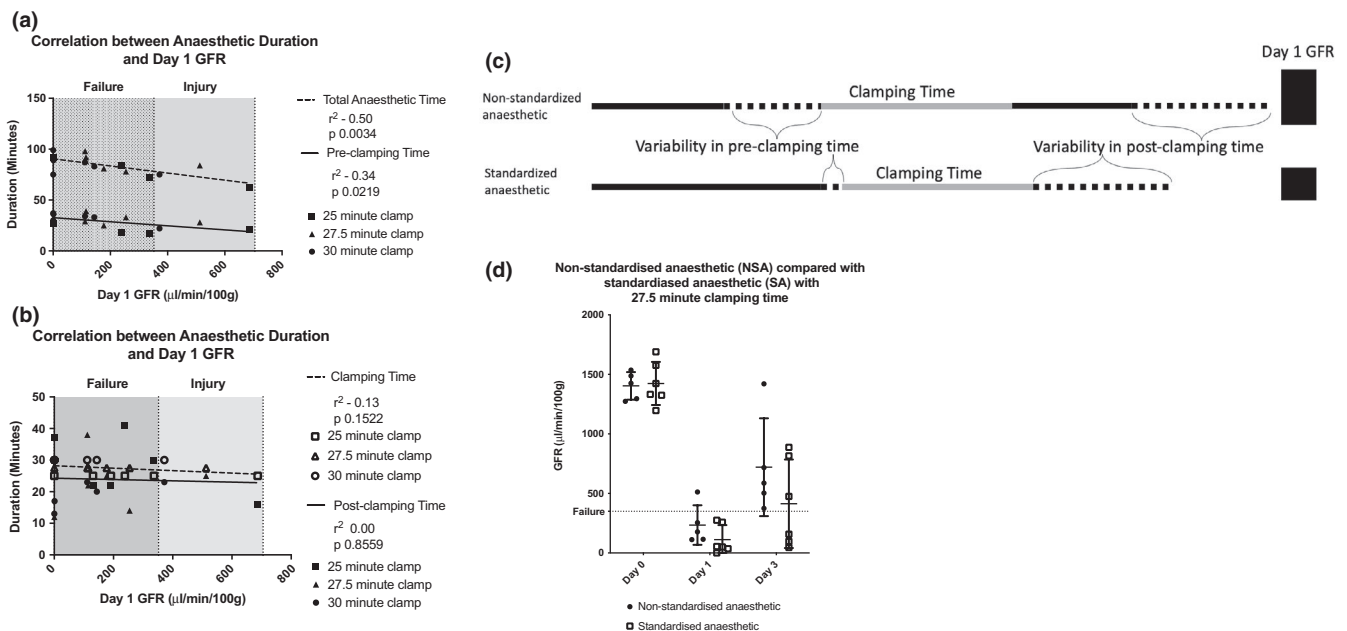 (a)
Correlation between Anaesthetic Duration
and Day 1 GFR
Failure
Injury
150
100
50
0
Duration (Minutes)
0
200
400
600
800
Day 1 GFR (μl/min/100g)
Total Anaesthetic Time
r² - 0.50
p 0.0034
Pre-clamping Time
r² - 0.34
p 0.0219
25 minute clamp
27.5 minute clamp
30 minute clamp
(b)
Correlation between Anaesthetic Duration
and Day 1 GFR
Failure
Injury
50
40
30
20
10
0
Duration (Minutes)
0
200
400
600
800
Day 1 GFR (μl/min/100g)
Clamping Time
r² - 0.13
p 0.1522
25 minute clamp
27.5 minute clamp
30 minute clamp
Post-clamping Time
r² 0.00
p 0.8559
25 minute clamp
27.5 minute clamp
30 minute clamp
(c)
Day 1 GFR
Non-standardized
anaesthetic
Clamping Time
Variability in pre-clamping time
Variability in post-clamping time
Standardized
anaesthetic
Clamping Time
(d)
Non-standardised anaesthetic (NSA) compared with
standardiased anaesthetic (SA) with
27.5 minute clamping time
2000
1500
1000
500
Failure
0
GFR (μl/min/100g)
Day 0
Day 1
Day 3
Non-standardised anaesthetic
Standardised anaesthetic